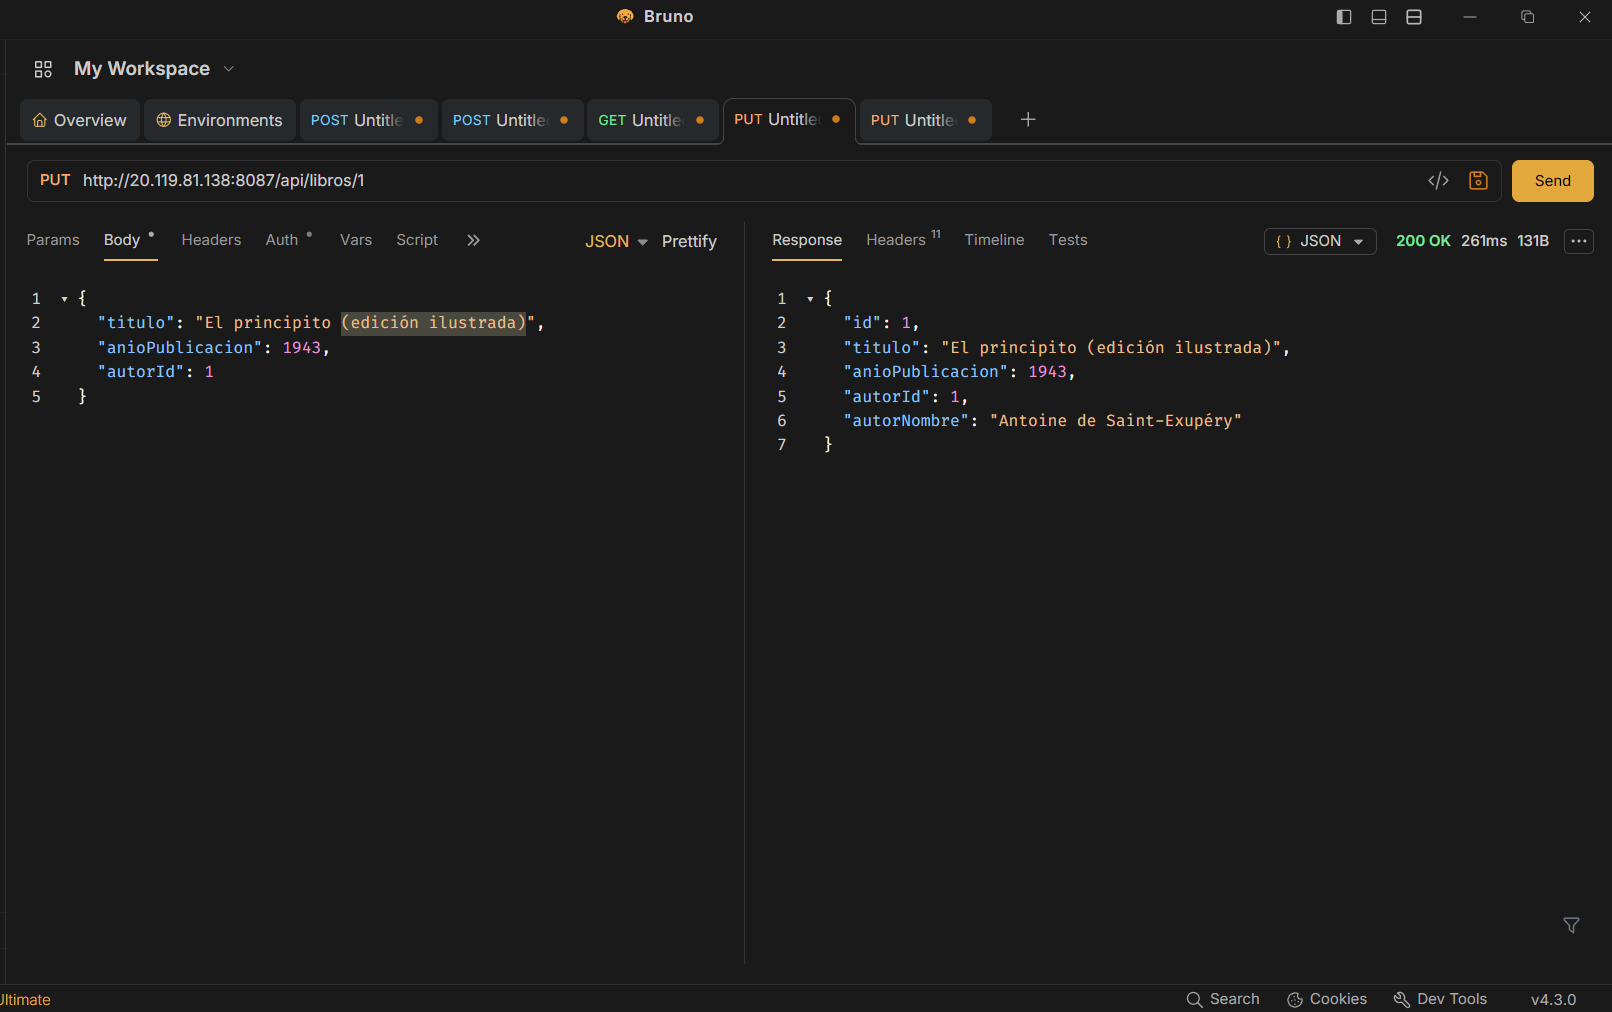 Bruno
My Workspace
Overview Environments POST Untitle POST Untitle GET Untitle PUT Untitle PUT Untitle
PUT http://20.119.81.138:8087/api/libros/1 </> Send
Params Body Headers Auth Vars Script JSON Prettify
Response Headers 11 Timeline Tests { } JSON 200 OK 261ms 131B
1 {
2 "titulo": "El principito (edición ilustrada)",
3 "anioPublicacion": 1943,
4 "autorId": 1
5 }
1 {
2 "id": 1,
3 "titulo": "El principito (edición ilustrada)",
4 "anioPublicacion": 1943,
5 "autorId": 1,
6 "autorNombre": "Antoine de Saint-Exupéry"
7 }
Ultimate Search Cookies Dev Tools v4.3.0